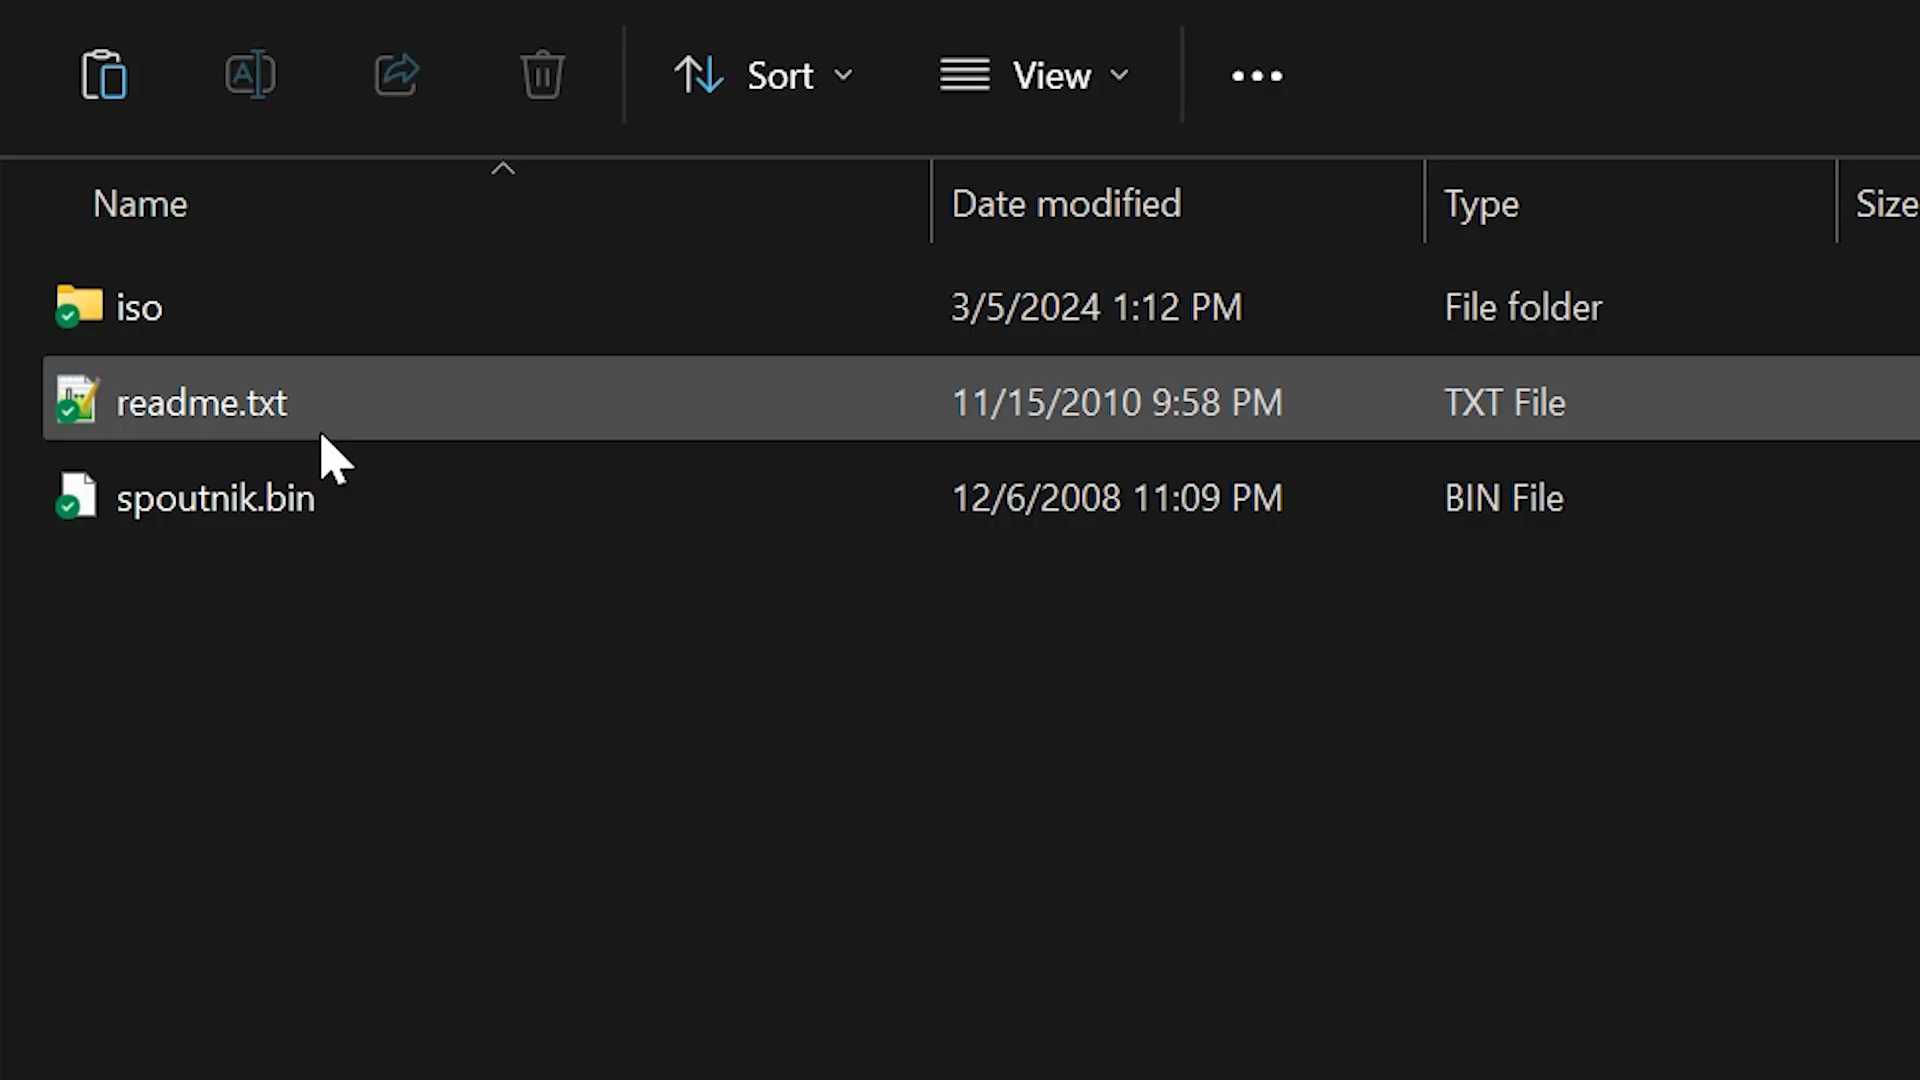 Sort View
Name Date modified Type Size
iso 3/5/2024 1:12 PM File folder
readme.txt 11/15/2010 9:58 PM TXT File
spoutnik.bin 12/6/2008 11:09 PM BIN File